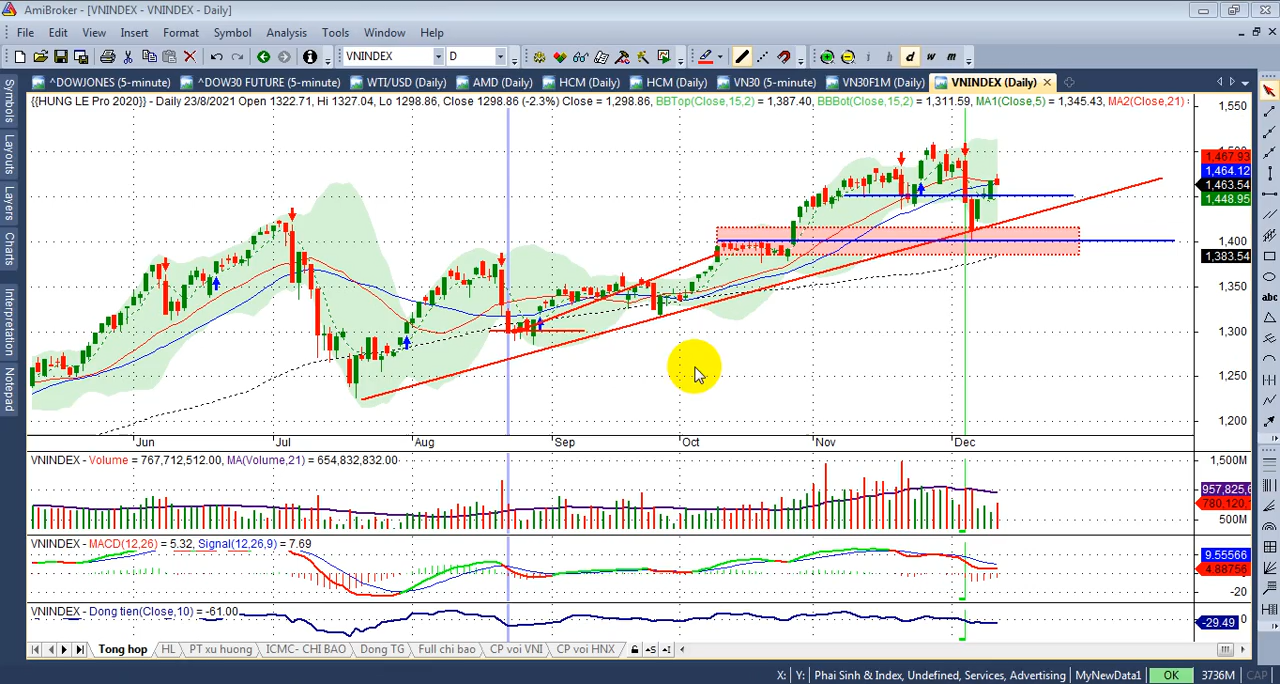 AmiBroker - [VNINDEX - VNINDEX - Daily]
File Edit View Insert Format Symbol Analysis Tools Window Help
VNINDEX D i h d w m
^DOWJONES (5-minute) ^DOW30 FUTURE (5-minute) WTI/USD (Daily) AMD (Daily) HCM (Daily) HCM (Daily) VN30 (5-minute) VN30F1M (Daily) VNINDEX (Daily)
{{HUNG LE Pro 2020}} - Daily 23/8/2021 Open 1322.71, Hi 1327.04, Lo 1298.86, Close 1298.86 (-2.3%) Close = 1,298.86, BBTop(Close,15,2) = 1,387.40, BBBot(Close,15,2) = 1,311.59, MA1(Close,5) = 1,345.43, MA2(Close,21)
Symbols
Layouts
Layers
Charts
Interpretation
Notepad
abc
1,550
1,500
1,467.93
1,464.12
1,463.54
1,448.95
1,400
1,383.54
1,350
1,300
1,250
1,200
Jun Jul Aug Sep Oct Nov Dec
VNINDEX - Volume = 767,712,512.00, MA(Volume,21) = 654,832,832.00
1,500M
957,825,6
780,120,
500M
VNINDEX - MACD(12,26) = 5.32, Signal(12,26,9) = 7.69
9.55566
4.88756
-20
VNINDEX - Dong tien(Close,10) = -61.00
-29.49
Tong hop HL PT xu huong ICMC- CHI BAO Dong TG Full chi bao CP voi VNI CP voi HNX
X: Y: Phai Sinh & Index, Undefined, Services, Advertising MyNewData1 OK 3736M CAP